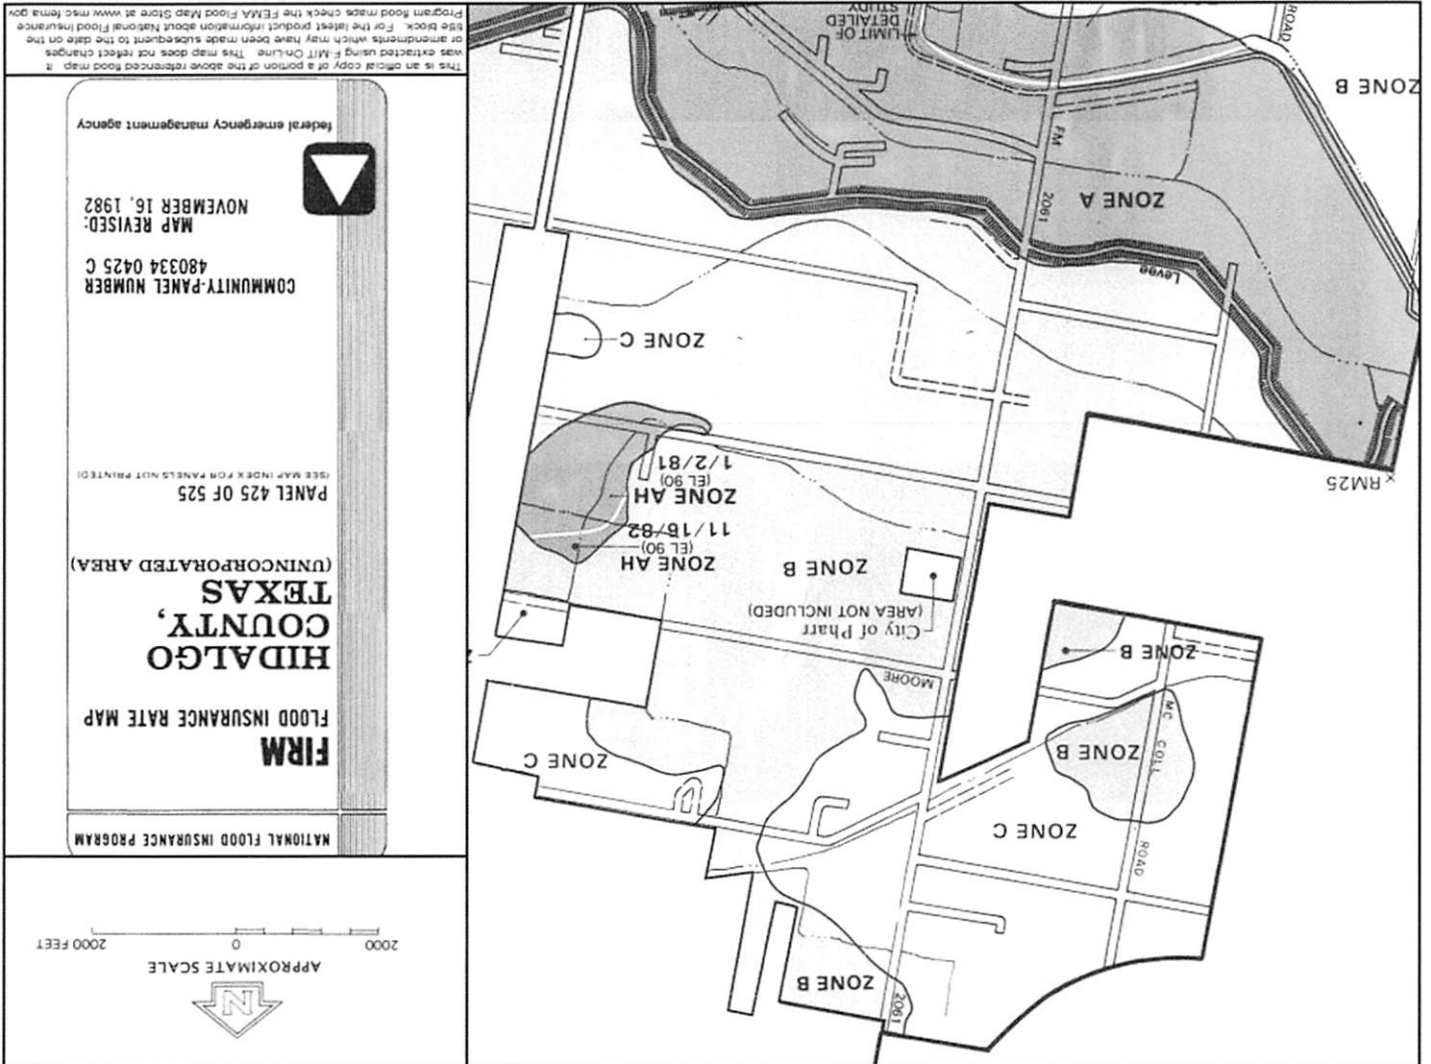 APPROXIMATE SCALE
2000 0 2000 FEET
NATIONAL FLOOD INSURANCE PROGRAM
FIRM
FLOOD INSURANCE RATE MAP
HIDALGO
COUNTY,
TEXAS
(UNINCORPORATED AREA)
PANEL 425 OF 525
(SEE MAP INDEX FOR PANELS NOT PRINTED)
COMMUNITY-PANEL NUMBER
480334 0425 C
MAP REVISED:
NOVEMBER 16, 1982
federal emergency management agency
This is an official copy of a portion of the above referenced flood map. It
was extracted using F-MIT On-Line. This map does not reflect changes
or amendments which may have been made subsequent to the date on the
title block. For the latest product information about National Flood Insurance
Program flood maps check the FEMA Flood Map Store at www.msc.fema.gov
2061
ZONE B
ROAD
ZONE C
MC COLL
ZONE B
ZONE C
MOORE
ZONE B
City of Pharr
(AREA NOT INCLUDED)
ZONE B
ZONE AH
(EL 90)
11/16/82
ZONE AH
(EL 90)
1/2/81
RM25
ZONE C
Levee
2061
ZONE A
FM
ZONE B
LIMIT OF
DETAILED
STUDY
ROAD